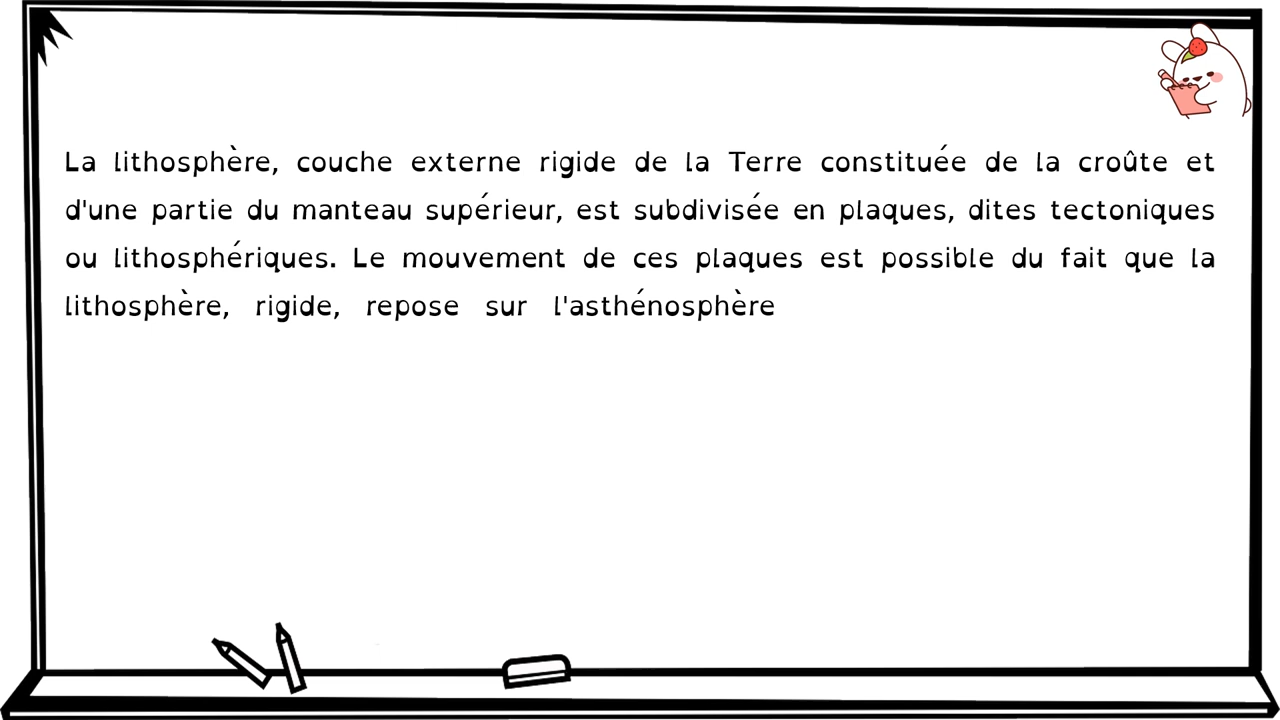 La lithosphère, couche externe rigide de la Terre constituée de la croûte et
d'une partie du manteau supérieur, est subdivisée en plaques, dites tectoniques
ou lithosphériques. Le mouvement de ces plaques est possible du fait que la
lithosphère, rigide, repose sur l'asthénosphère